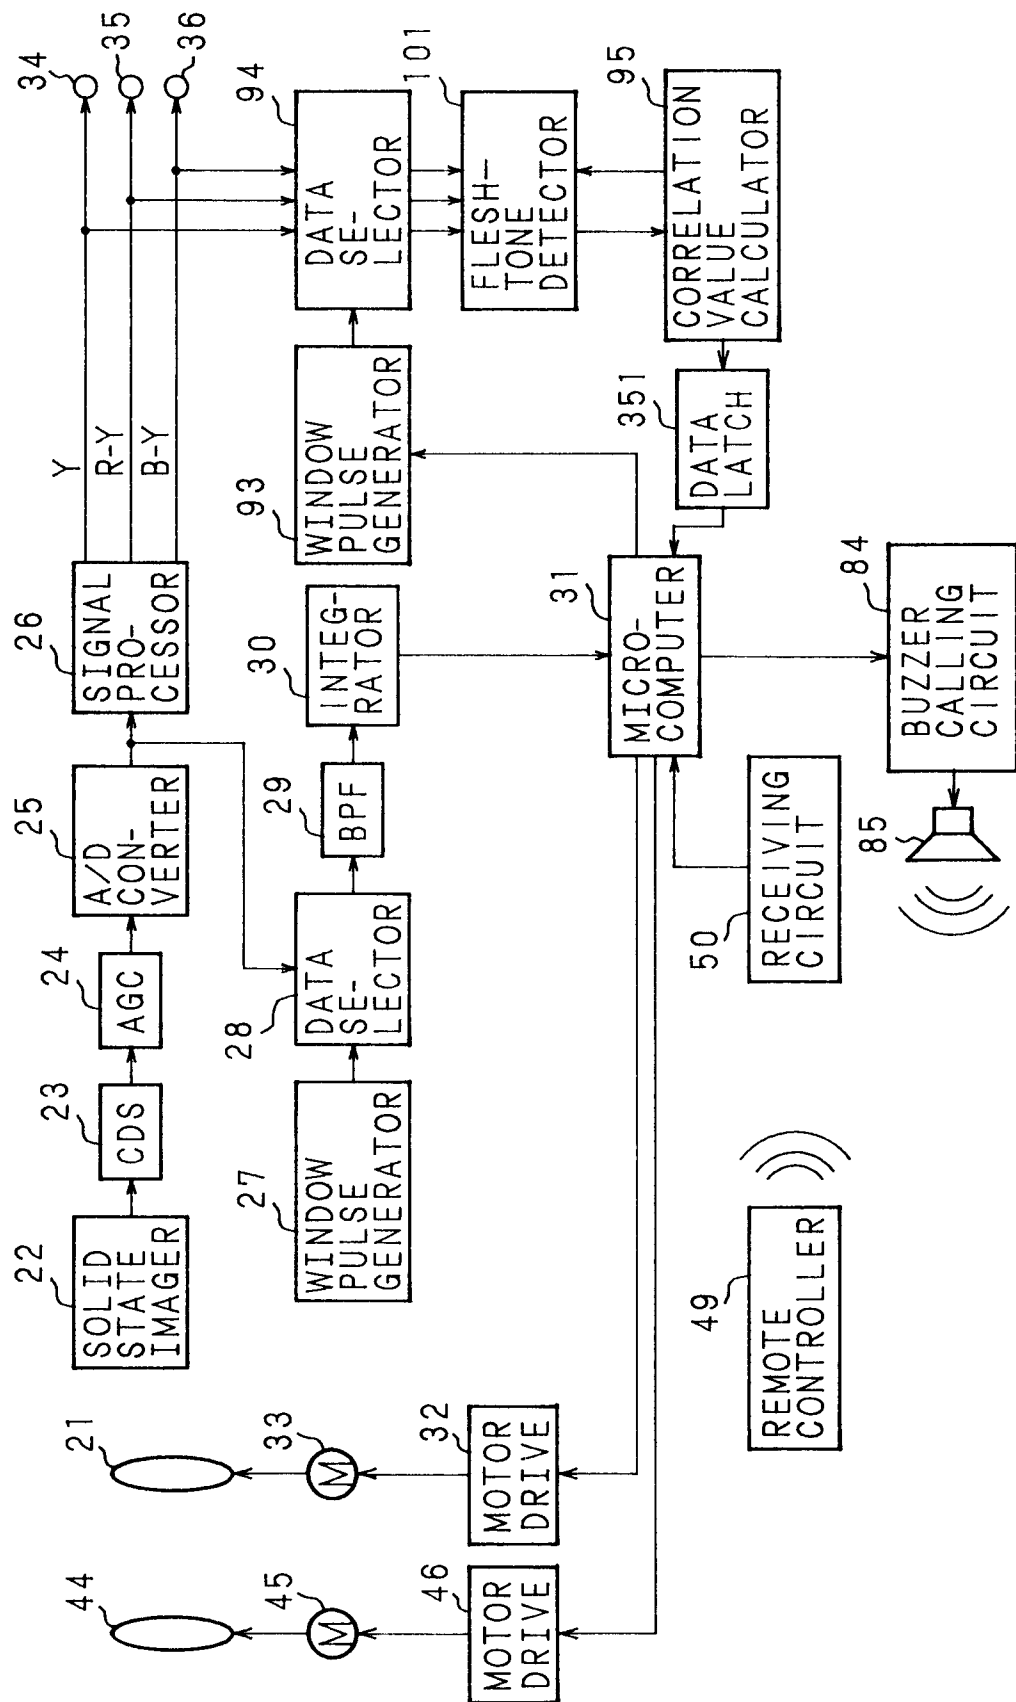 34
35
36
Y
R-Y
B-Y
22
SOLID
STATE
IMAGER
23
CDS
24
AGC
25
A/D
CON-
VERTER
26
SIGNAL
PRO-
CESSOR
94
DATA
SE-
LECTOR
101
FLESH-
TONE
DETECTOR
95
CORRELATION
VALUE
CALCULATOR
27
WINDOW
PULSE
GENERATOR
28
DATA
SE-
LECTOR
29
BPF
30
INTEG-
RATOR
93
WINDOW
PULSE
GENERATOR
351
DATA
LATCH
44
21
45
M
33
M
46
MOTOR
DRIVE
32
MOTOR
DRIVE
31
MICRO-
COMPUTER
49
REMOTE
CONTROLLER
50
RECEIVING
CIRCUIT
85
84
BUZZER
CALLING
CIRCUIT